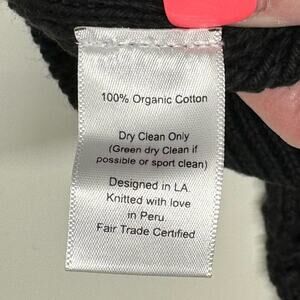 100% Organic Cotton
Dry Clean Only
(Green dry Clean if
possible or sport clean)
Designed in LA.
Knitted with love
in Peru.
Fair Trade Certified